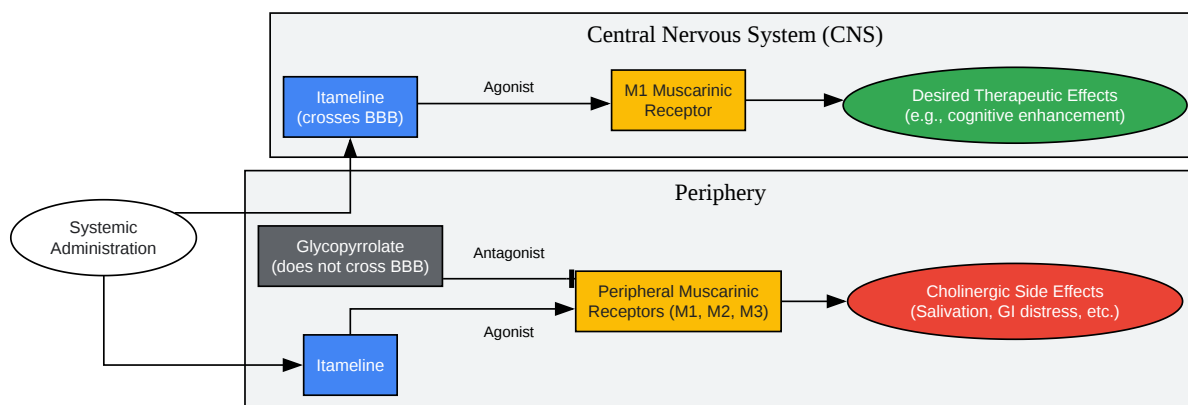 Central Nervous System (CNS)
Itameline
(crosses BBB)
Agonist
M1 Muscarinic
Receptor
Desired Therapeutic Effects
(e.g., cognitive enhancement)
Periphery
Systemic
Administration
Glycopyrrolate
(does not cross BBB)
Antagonist
Peripheral Muscarinic
Receptors (M1, M2, M3)
Cholinergic Side Effects
(Salivation, GI distress, etc.)
Agonist
Itameline